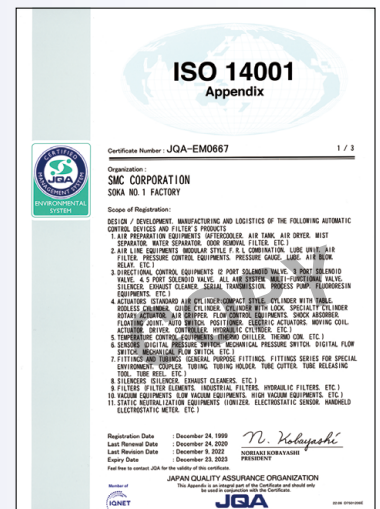 ISO 14001
Appendix
Certificate Number : JQA-EM0667
1 / 3
CERTIFIED
MANAGEMENT SYSTEM
JQA
ENVIRONMENTAL
SYSTEM
Organization :
SMC CORPORATION
SOKA NO. 1 FACTORY
Scope of Registration:
DESIGN / DEVELOPMENT, MANUFACTURING AND LOGISTICS OF THE FOLLOWING AUTOMATIC
CONTROL DEVICES AND FILTER'S PRODUCTS
1. AIR PREPARATION EQUIPMENTS (AFTERCOOLER, AIR TANK, AIR DRYER, MIST
SEPARATOR, WATER SEPARATOR, ODOR REMOVAL FILTER, ETC.)
2. AIR LINE EQUIPMENTS (MODULAR STYLE F.R.L COMBINATION, LUBE UNIT, AIR
FILTER, PRESSURE CONTROL EQUIPMENTS, PRESSURE GAUGE, LUBE, AIR BLOW,
RELAY, ETC.)
3. DIRECTIONAL CONTROL EQUIPMENTS (2 PORT SOLENOID VALVE, 3 PORT SOLENOID
VALVE, 4, 5 PORT SOLENOID VALVE, ALL AIR SYSTEM, MULTI-FUNCTIONAL VALVE,
SILENCER, EXHAUST CLEANER, SERIAL TRANSMISSION, PROCESS PUMP, FLUORORESIN
EQUIPMENTS, ETC.)
4. ACTUATORS (STANDARD AIR CYLINDER, COMPACT STYLE, CYLINDER WITH TABLE,
RODLESS CYLINDER, GUIDE CYLINDER, CYLINDER WITH LOCK, SPECIALTY CYLINDER
ROTARY ACTUATOR, AIR GRIPPER, FLOW CONTROL EQUIPMENTS, SHOCK ABSORBER,
FLOATING JOINT, AUTO SWITCH, POSITIONER, ELECTRIC ACTUATORS, MOVING COIL,
ACTUATOR, DRIVER, CONTROLLER, HYDRAULIC CYLINDER, ETC.)
5. TEMPERATURE CONTROL EQUIPMENTS (THERMO CHILLER, THERMO CON, ETC.)
6. SENSORS (DIGITAL PRESSURE SWITCH, MECHANICAL PRESSURE SWITCH, DIGITAL FLOW
SWITCH, MECHANICAL FLOW SWITCH, ETC.)
7. FITTINGS AND TUBINGS (GENERAL PURPOSE FITTINGS, FITTINGS SERIES FOR SPECIAL
ENVIRONMENT, COUPLER, TUBING, TUBING HOLDER, TUBE CUTTER, TUBE RELEASING
TOOL, TUBE REEL, ETC.)
8. SILENCERS (SILENCER, EXHAUST CLEANERS, ETC.)
9. FILTERS (FILTER ELEMENTS, INDUSTRIAL FILTERS, HYDRAULIC FILTERS, ETC.)
10. VACUUM EQUIPMENTS (LOW VACUUM EQUIPMENTS, HIGH VACUUM EQUIPMENTS, ETC.)
11. STATIC NEUTRALIZATION EQUIPMENTS (IONIZER, ELECTROSTATIC SENSOR, HANDHELD
ELECTROSTATIC METER, ETC.)
COPY
Registration Date : December 24, 1999
Last Renewal Date : December 24, 2020
Last Revision Date : December 9, 2022
Expiry Date : December 23, 2023
N. Kobayashi
NORIAKI KOBAYASHI
PRESIDENT
Feel free to contact JQA for the validity of this certificate.
JAPAN QUALITY ASSURANCE ORGANIZATION
This Appendix is an integral part of the Certificate and should only
be used in conjunction with the Certificate.
Member of
IQNET
JQA